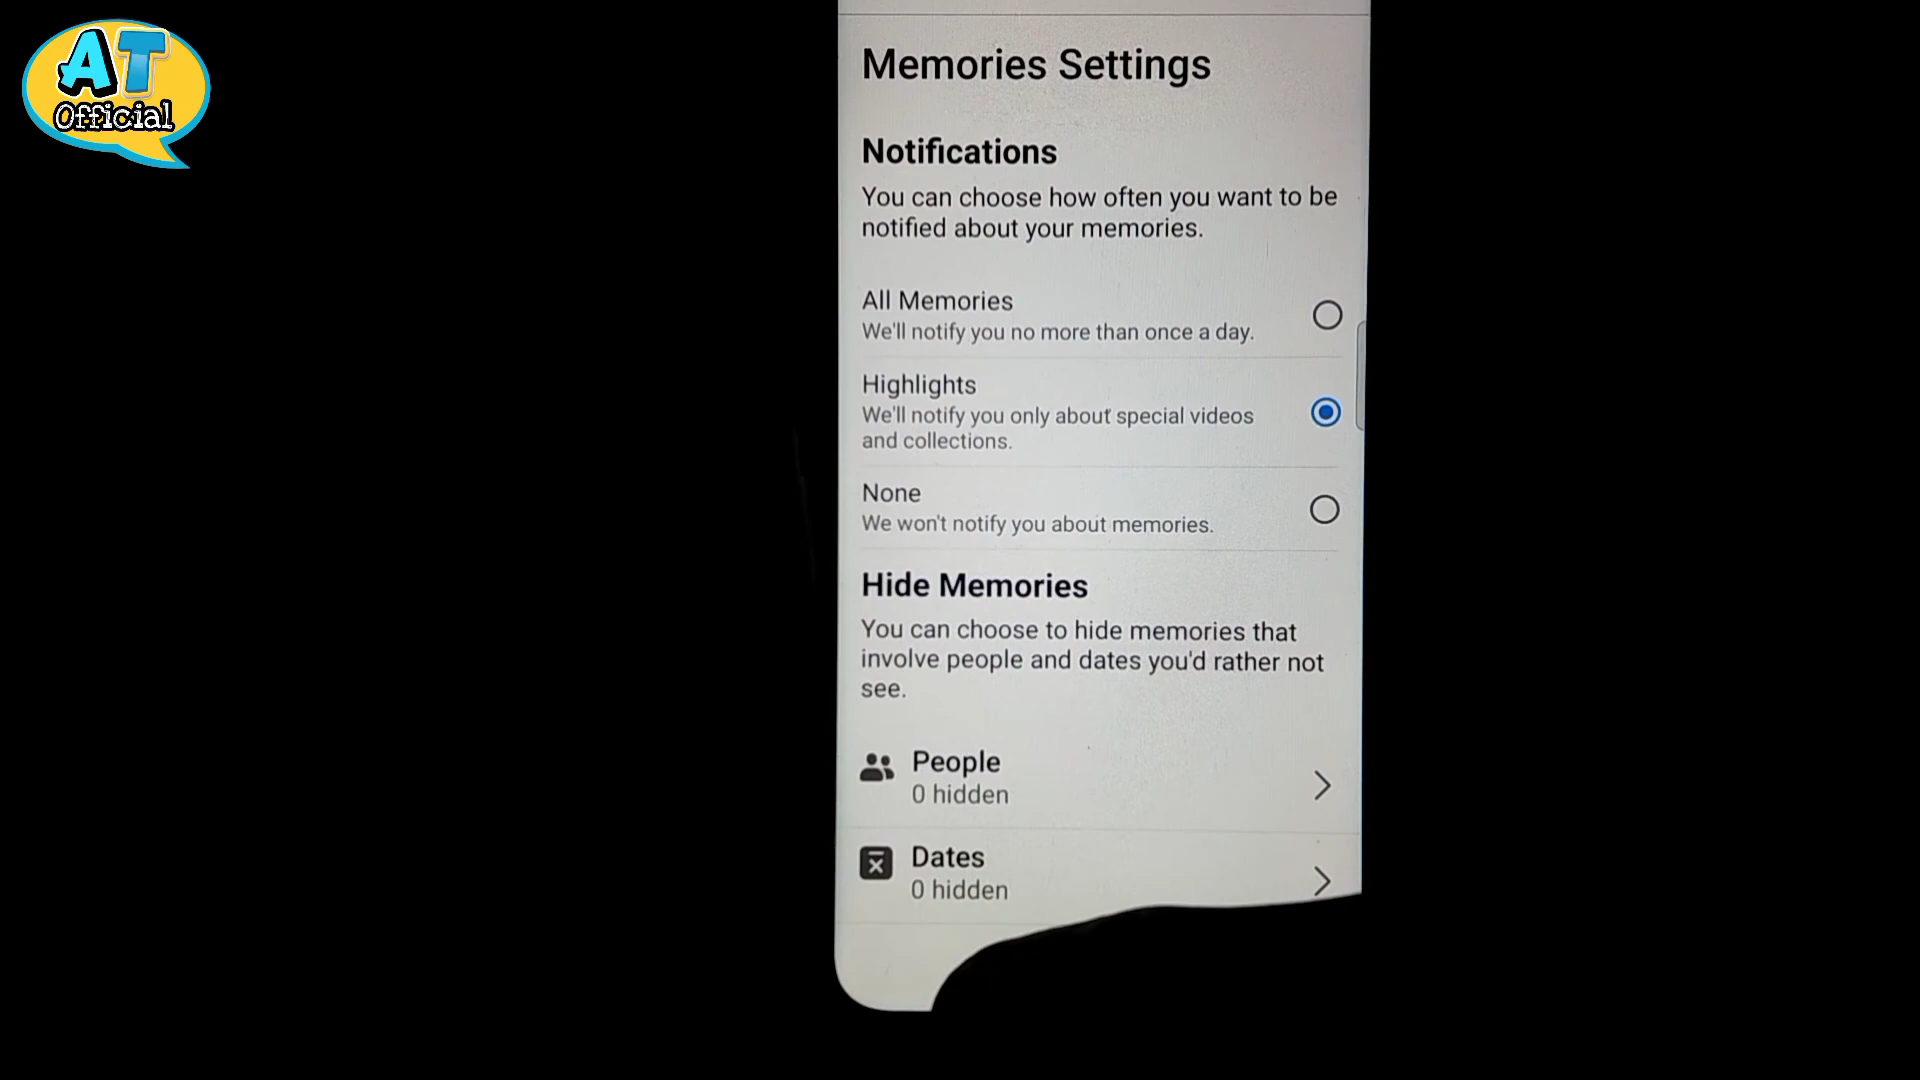 AT
Official
Memories Settings
Notifications
You can choose how often you want to be
notified about your memories.
All Memories
We'll notify you no more than once a day.
Highlights
We'll notify you only about special videos
and collections.
None
We won't notify you about memories.
Hide Memories
You can choose to hide memories that
involve people and dates you'd rather not
see.
People
0 hidden
Dates
0 hidden